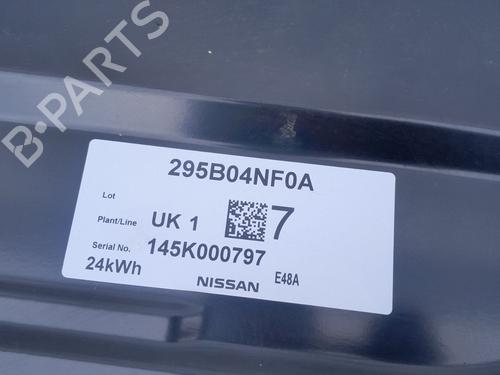 B-PARTS
295B04NF0A
Lot
Plant/Line UK 1 7
Serial No. 145K000797
24kWh NISSAN E48A